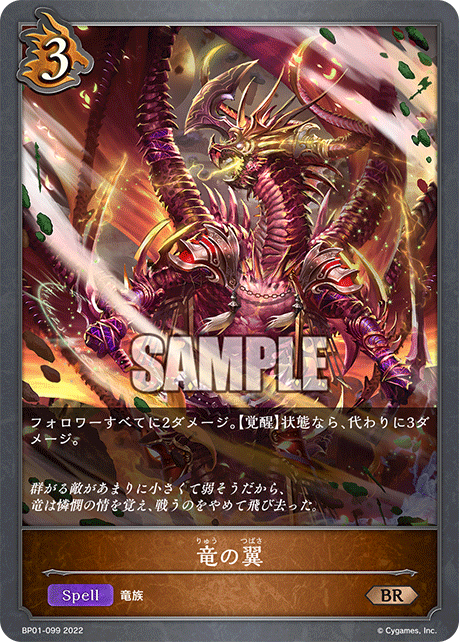 3
SAMPLE
フォロワーすべてに2ダメージ。【覚醒】状態なら、代わりに3ダ
メージ。
群がる敵があまりに小さくて弱そうだから、
竜は憐憫の情を覚え、戦うのをやめて飛び去った。
りゅう つばさ
竜の翼
Spell 竜族 BR
BP01-099 2022 © Cygames, Inc.